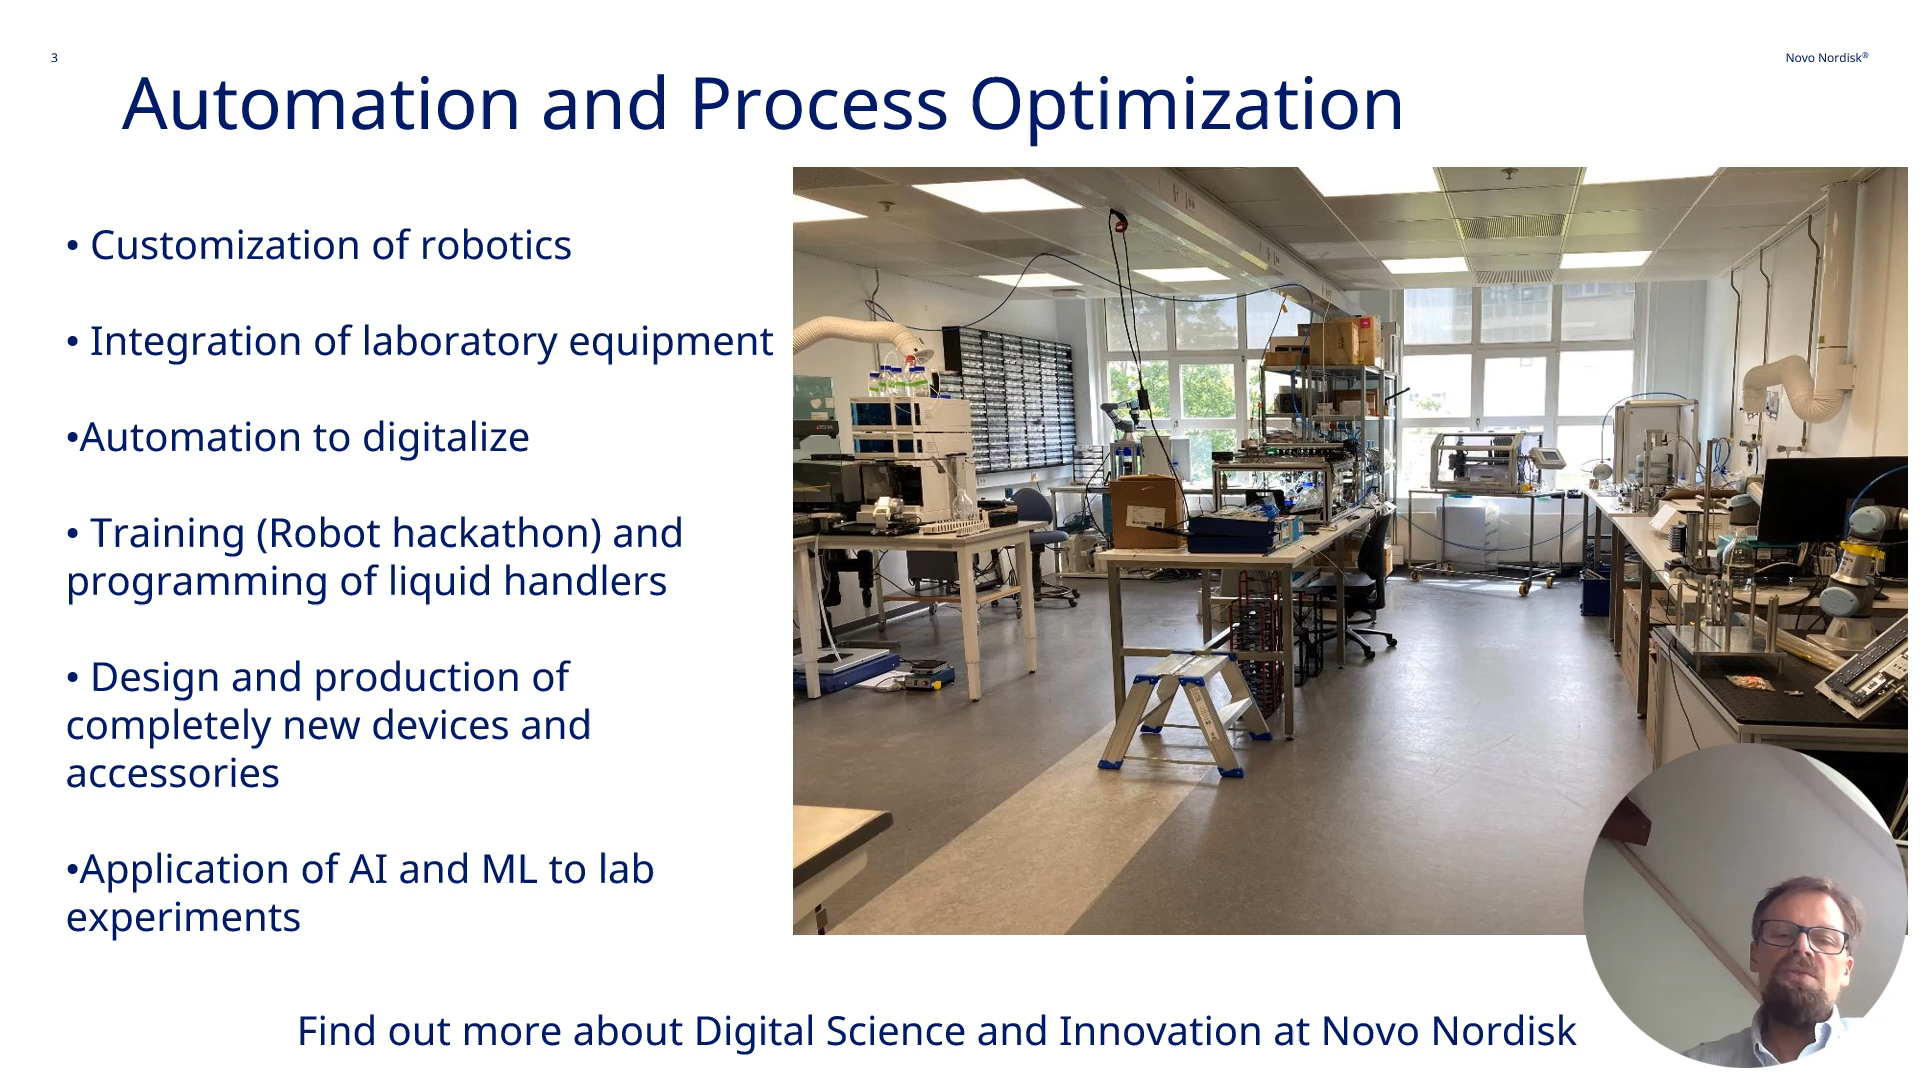 3
Novo Nordisk®
Automation and Process Optimization
• Customization of robotics
• Integration of laboratory equipment
•Automation to digitalize
• Training (Robot hackathon) and
programming of liquid handlers
• Design and production of
completely new devices and
accessories
•Application of AI and ML to lab
experiments
Find out more about Digital Science and Innovation at Novo Nordisk